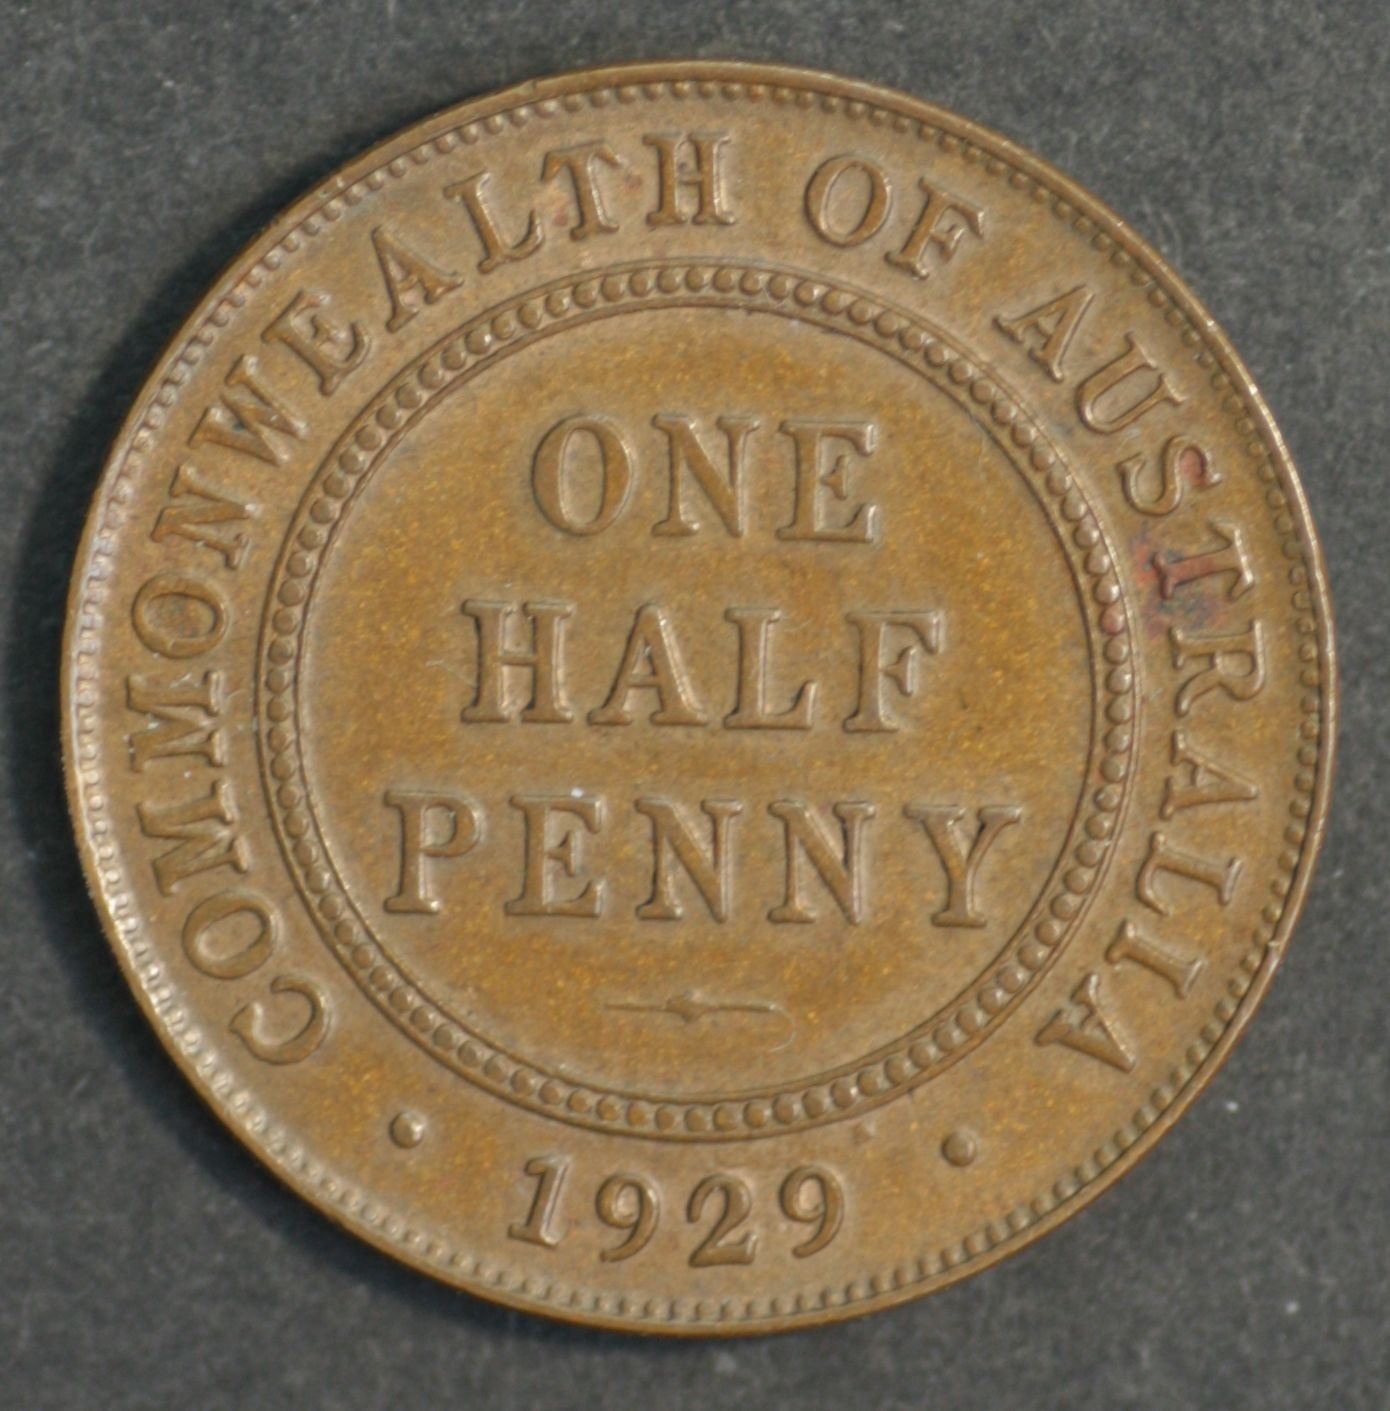 COMMONWEALTH OF AUSTRALIA
ONE
HALF
PENNY
1929